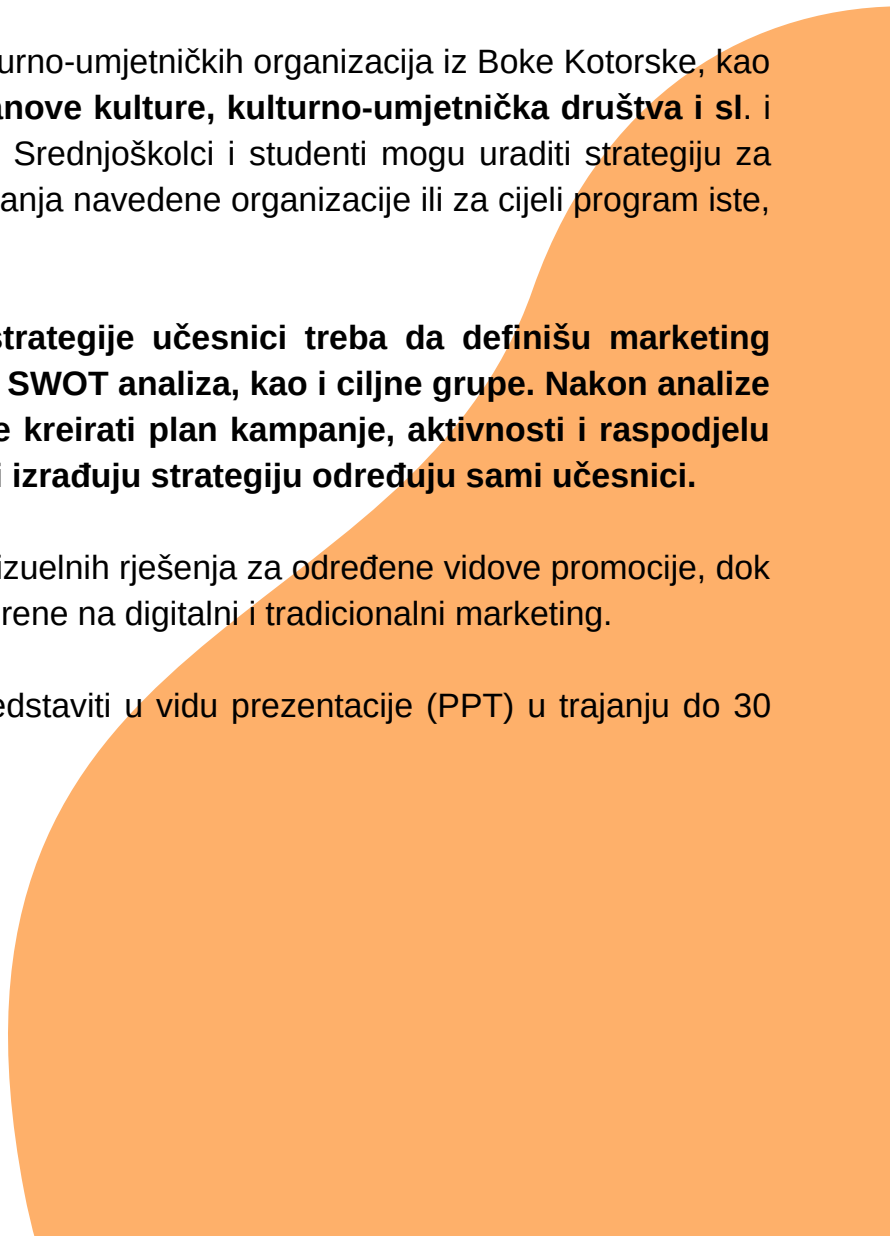 urno-umjetničkih organizacija iz Boke Kotorske, kao
anove kulture, kulturno-umjetnička društva i sl. i
Srednjoškolci i studenti mogu uraditi strategiju za
anja navedene organizacije ili za cijeli program iste,
strategije učesnici treba da definišu marketing
SWOT analiza, kao i ciljne grupe. Nakon analize
e kreirati plan kampanje, aktivnosti i raspodjelu
i izrađuju strategiju određuju sami učesnici.
izuelnih rješenja za određene vidove promocije, dok
rene na digitalni i tradicionalni marketing.
edstaviti u vidu prezentacije (PPT) u trajanju do 30